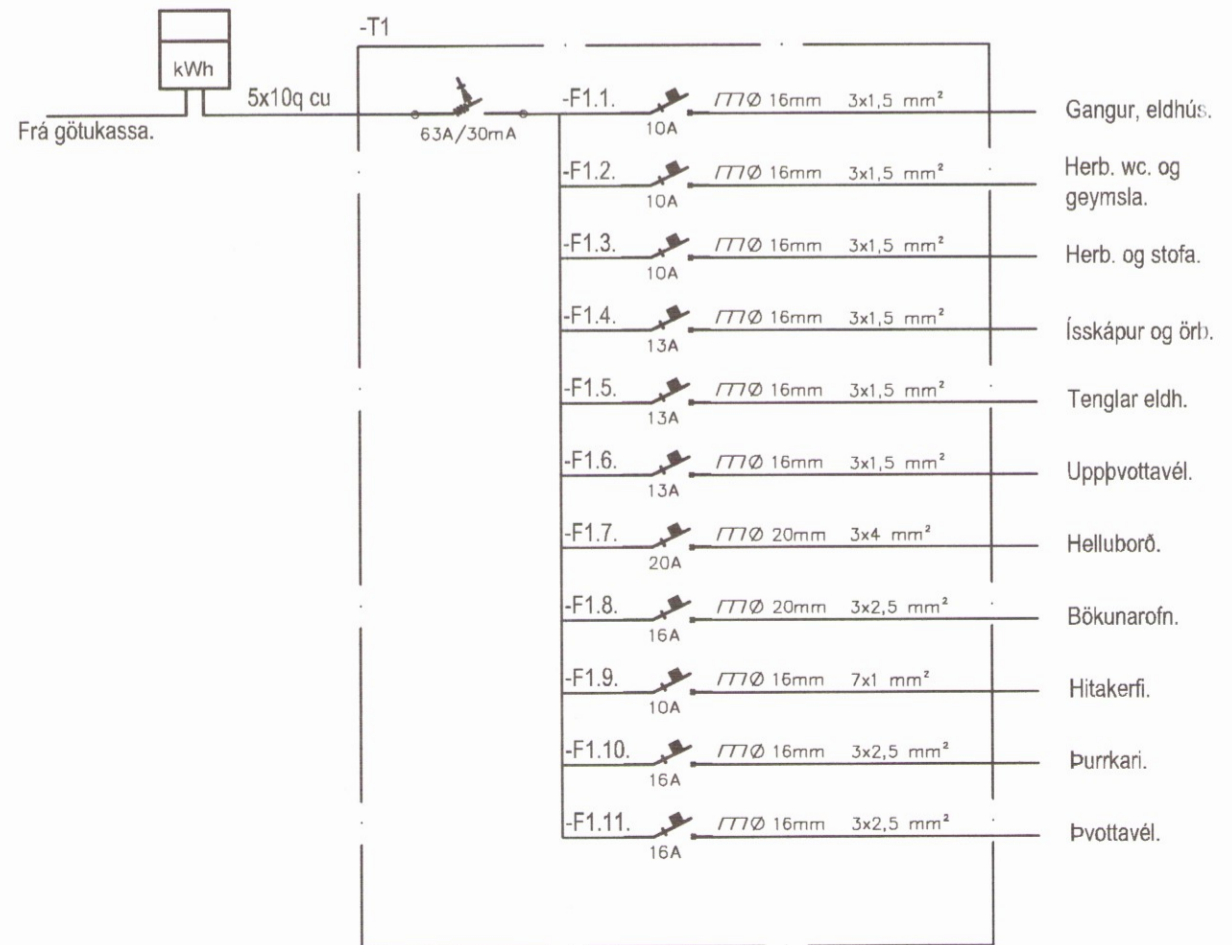 -T1
kWh
5x10q cu
Frá götukassa.
63A/30mA
-F1.1. 10A Ø 16mm 3x1,5 mm² Gangur, eldhús.
-F1.2. 10A Ø 16mm 3x1,5 mm² Herb. wc. og
geymsla.
-F1.3. 10A Ø 16mm 3x1,5 mm² Herb. og stofa.
-F1.4. 13A Ø 16mm 3x1,5 mm² Ísskápur og örb.
-F1.5. 13A Ø 16mm 3x1,5 mm² Tenglar eldh.
-F1.6. 13A Ø 16mm 3x1,5 mm² Uppþvottavél.
-F1.7. 20A Ø 20mm 3x4 mm² Helluborð.
-F1.8. 16A Ø 20mm 3x2,5 mm² Bökunarofn.
-F1.9. 10A Ø 16mm 7x1 mm² Hitakerfi.
-F1.10. 16A Ø 16mm 3x2,5 mm² Þurrkari.
-F1.11. 16A Ø 16mm 3x2,5 mm² Þvottavél.